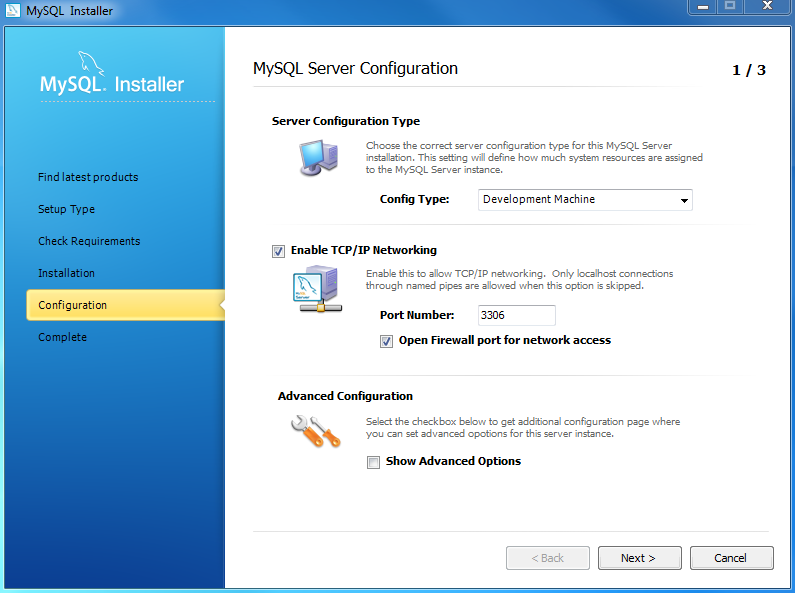 MySQL Installer
MySQL. Installer
Find latest products
Setup Type
Check Requirements
Installation
Configuration
Complete
MySQL Server Configuration
1 / 3
Server Configuration Type
Choose the correct server configuration type for this MySQL Server
installation. This setting will define how much system resources are assigned
to the MySQL Server instance.
Config Type:
Development Machine
Enable TCP/IP Networking
Enable this to allow TCP/IP networking. Only localhost connections
through named pipes are allowed when this option is skipped.
Port Number:
3306
Open Firewall port for network access
Advanced Configuration
Select the checkbox below to get additional configuration page where
you can set advanced opotions for this server instance.
Show Advanced Options
< Back
Next >
Cancel